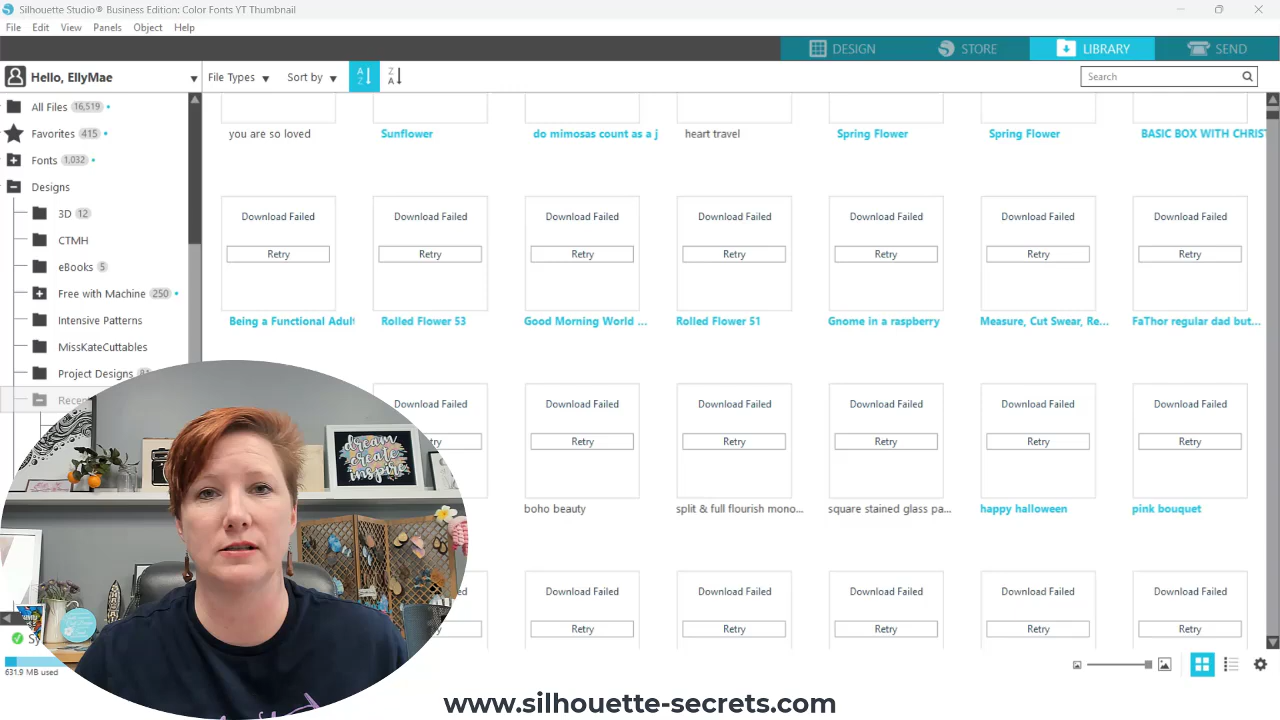 Silhouette Studio® Business Edition: Color Fonts YT Thumbnail
File Edit View Panels Object Help
DESIGN STORE LIBRARY SEND
Hello, EllyMae File Types Sort by A Z Z A Search
All Files 16,519
Favorites 415
Fonts 1,032
Designs
3D 12
CTMH
eBooks 5
Free with Machine 250
Intensive Patterns
MissKateCuttables
Project Designs
you are so loved Sunflower do mimosas count as a j heart travel Spring Flower Spring Flower BASIC BOX WITH CHRIST
Download Failed Download Failed Download Failed Download Failed Download Failed Download Failed Download Failed
Retry Retry Retry Retry Retry Retry Retry
Being a Functional Adult Rolled Flower 53 Good Morning World ... Rolled Flower 51 Gnome in a raspberry Measure, Cut Swear, Re... FaThor regular dad but...
Download Failed Download Failed Download Failed Download Failed Download Failed Download Failed
Retry Retry Retry Retry Retry
boho beauty split & full flourish mono... square stained glass pa... happy halloween pink bouquet
Download Failed Download Failed Download Failed Download Failed Download Failed
Retry Retry Retry Retry Retry
dream
create
inspire
631.9 MB used
www.silhouette-secrets.com